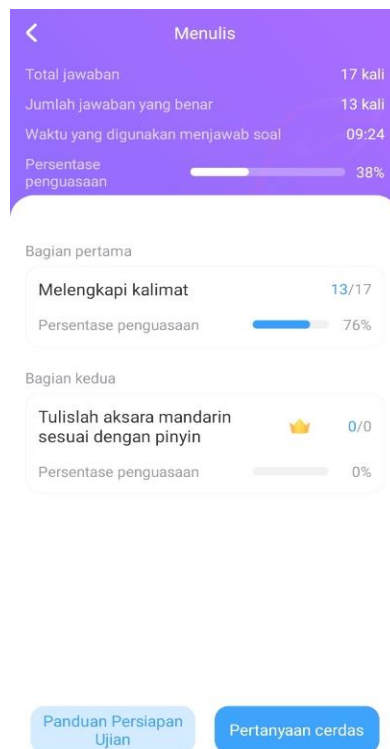 Menulis
Total jawaban 17 kali
Jumlah jawaban yang benar 13 kali
Waktu yang digunakan menjawab soal 09:24
Persentase
penguasaan 38%
Bagian pertama
Melengkapi kalimat 13/17
Persentase penguasaan 76%
Bagian kedua
Tulislah aksara mandarin
sesuai dengan pinyin 0/0
Persentase penguasaan 0%
Panduan Persiapan
Ujian
Pertanyaan cerdas